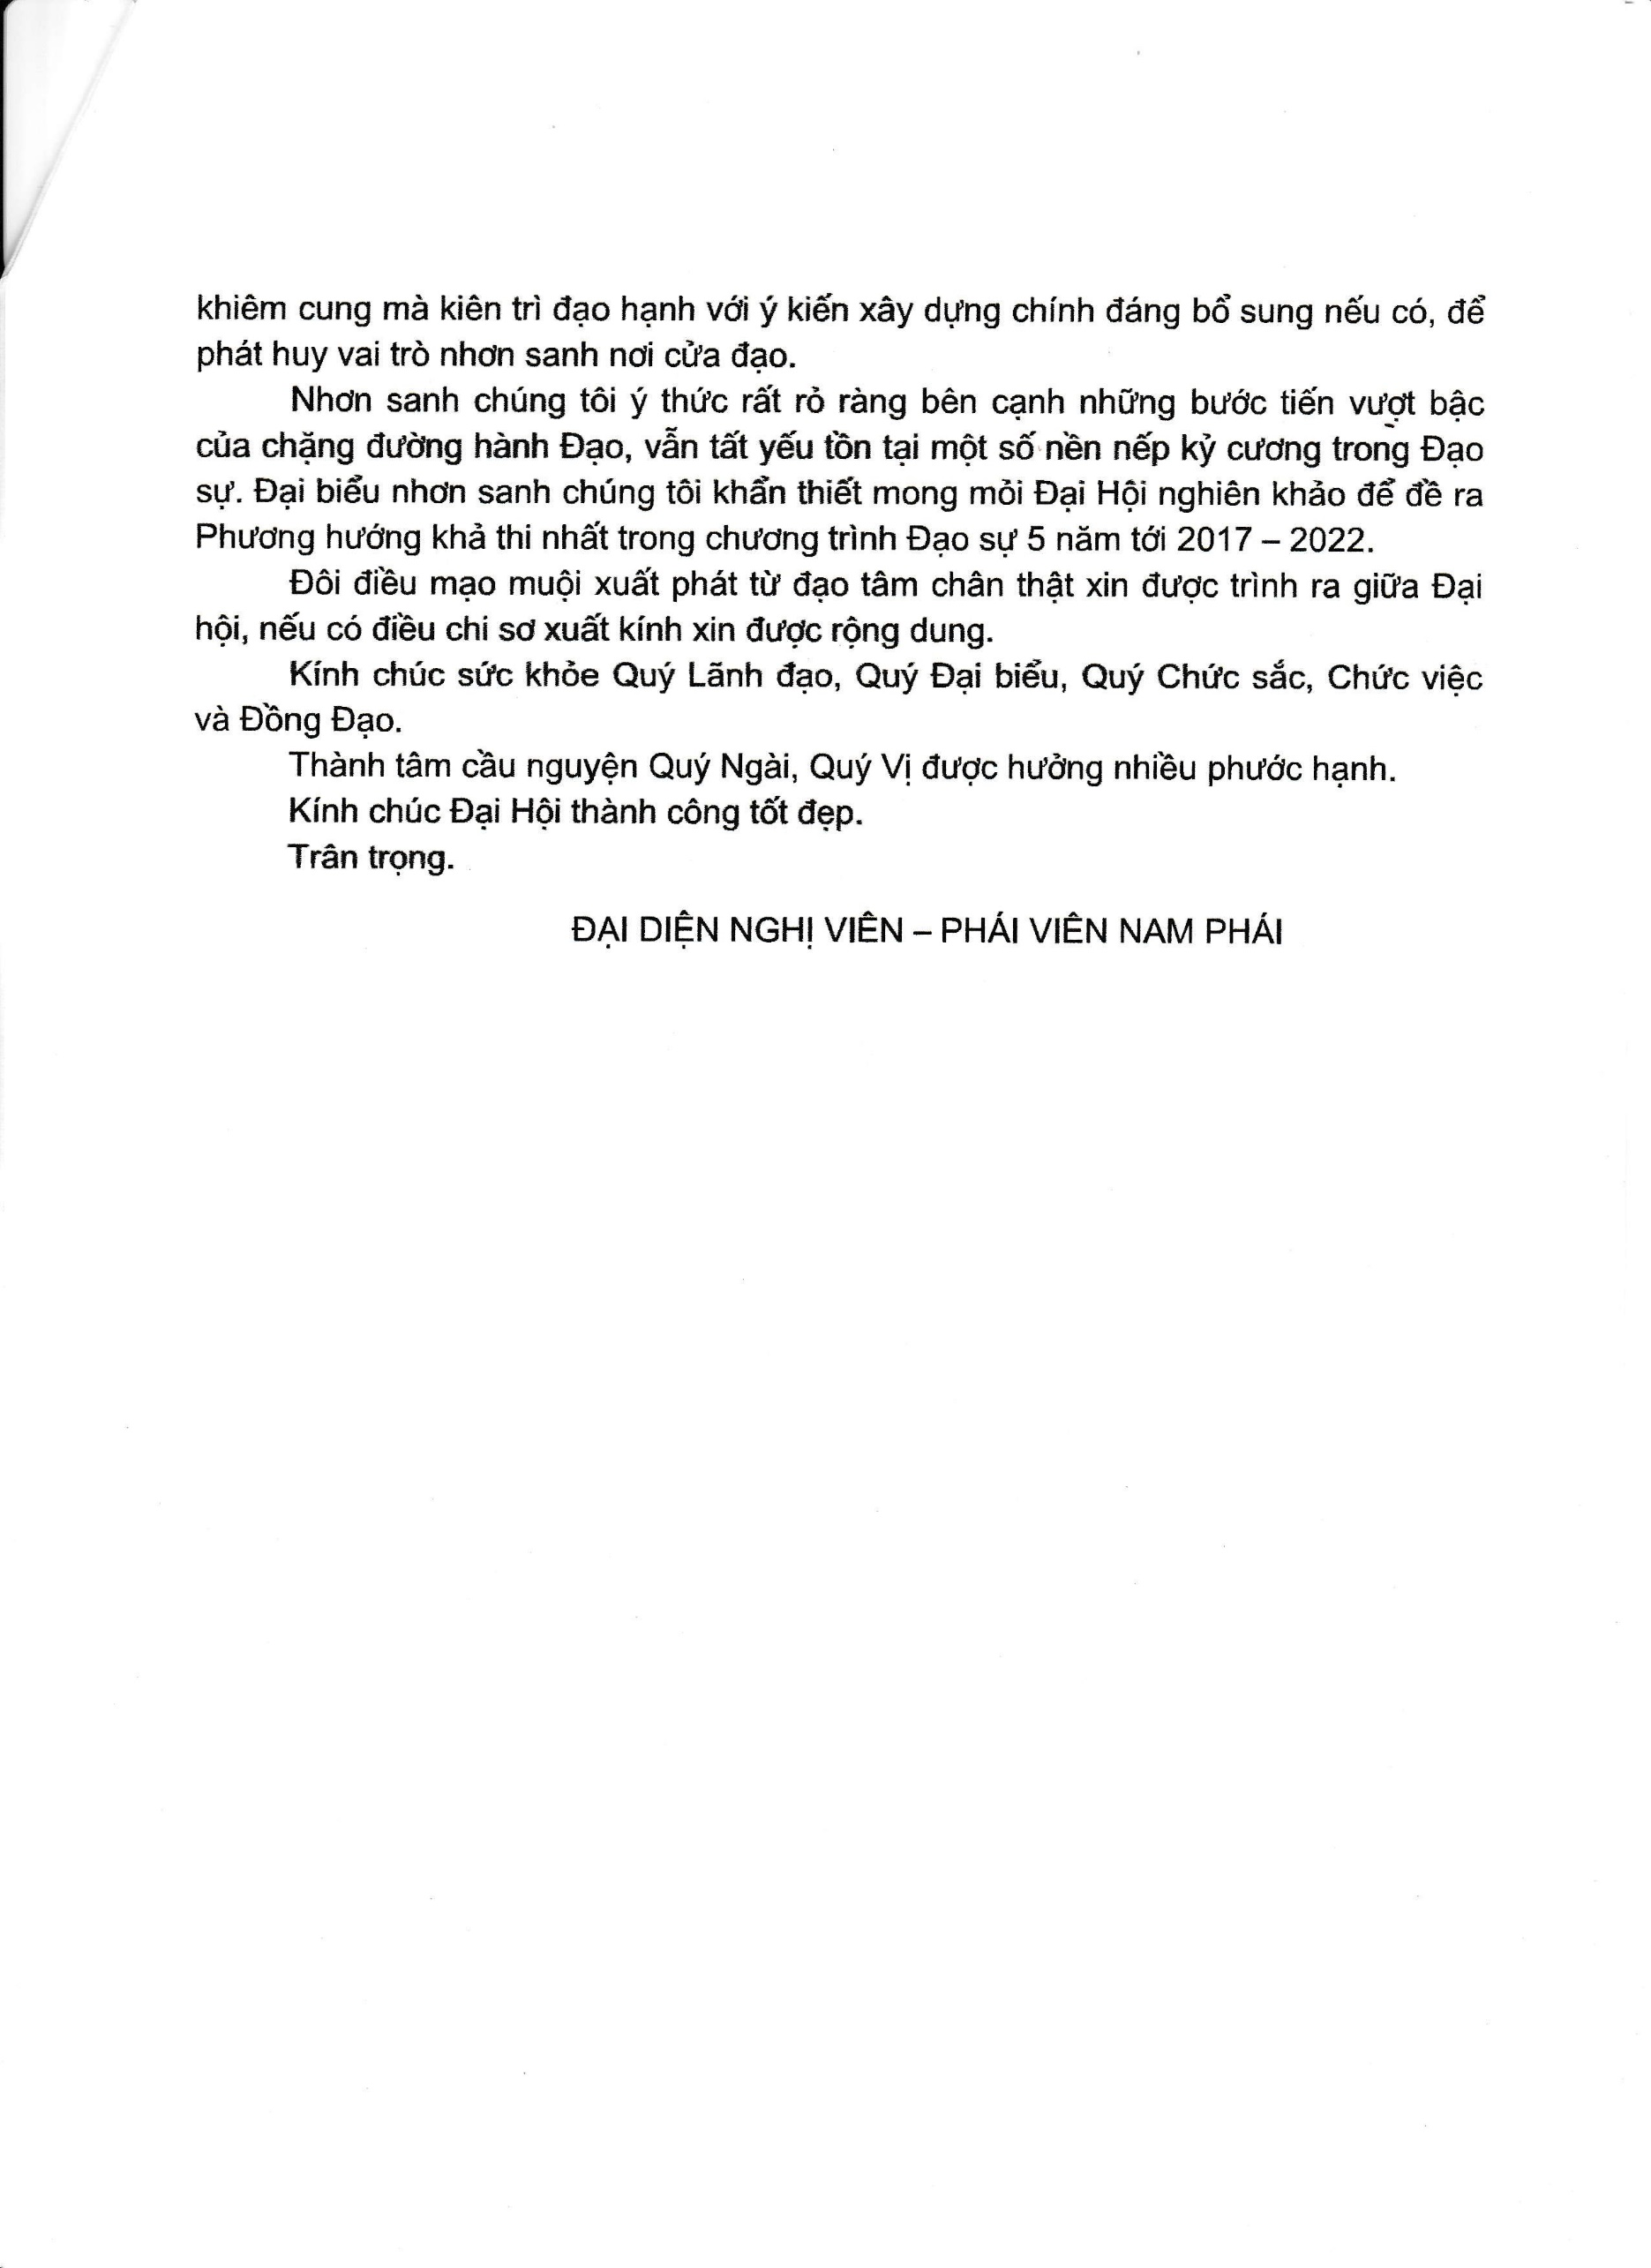 khiêm cung mà kiên trì đạo hạnh với ý kiến xây dựng chính đáng bổ sung nếu có, để
phát huy vai trò nhơn sanh nơi cửa đạo.
Nhơn sanh chúng tôi ý thức rất rỏ ràng bên cạnh những bước tiến vượt bậc
của chặng đường hành Đạo, vẫn tất yếu tồn tại một số nền nếp kỷ cương trong Đạo
sự. Đại biểu nhơn sanh chúng tôi khẩn thiết mong mỏi Đại Hội nghiên khảo để đề ra
Phương hướng khả thi nhất trong chương trình Đạo sự 5 năm tới 2017 – 2022.
Đôi điều mạo muội xuất phát từ đạo tâm chân thật xin được trình ra giữa Đại
hội, nếu có điều chi sơ xuất kính xin được rộng dung.
Kính chúc sức khỏe Quý Lãnh đạo, Quý Đại biểu, Quý Chức sắc, Chức việc
và Đồng Đạo.
Thành tâm cầu nguyện Quý Ngài, Quý Vị được hưởng nhiều phước hạnh.
Kính chúc Đại Hội thành công tốt đẹp.
Trân trọng.
ĐẠI DIỆN NGHỊ VIÊN – PHÁI VIÊN NAM PHÁI